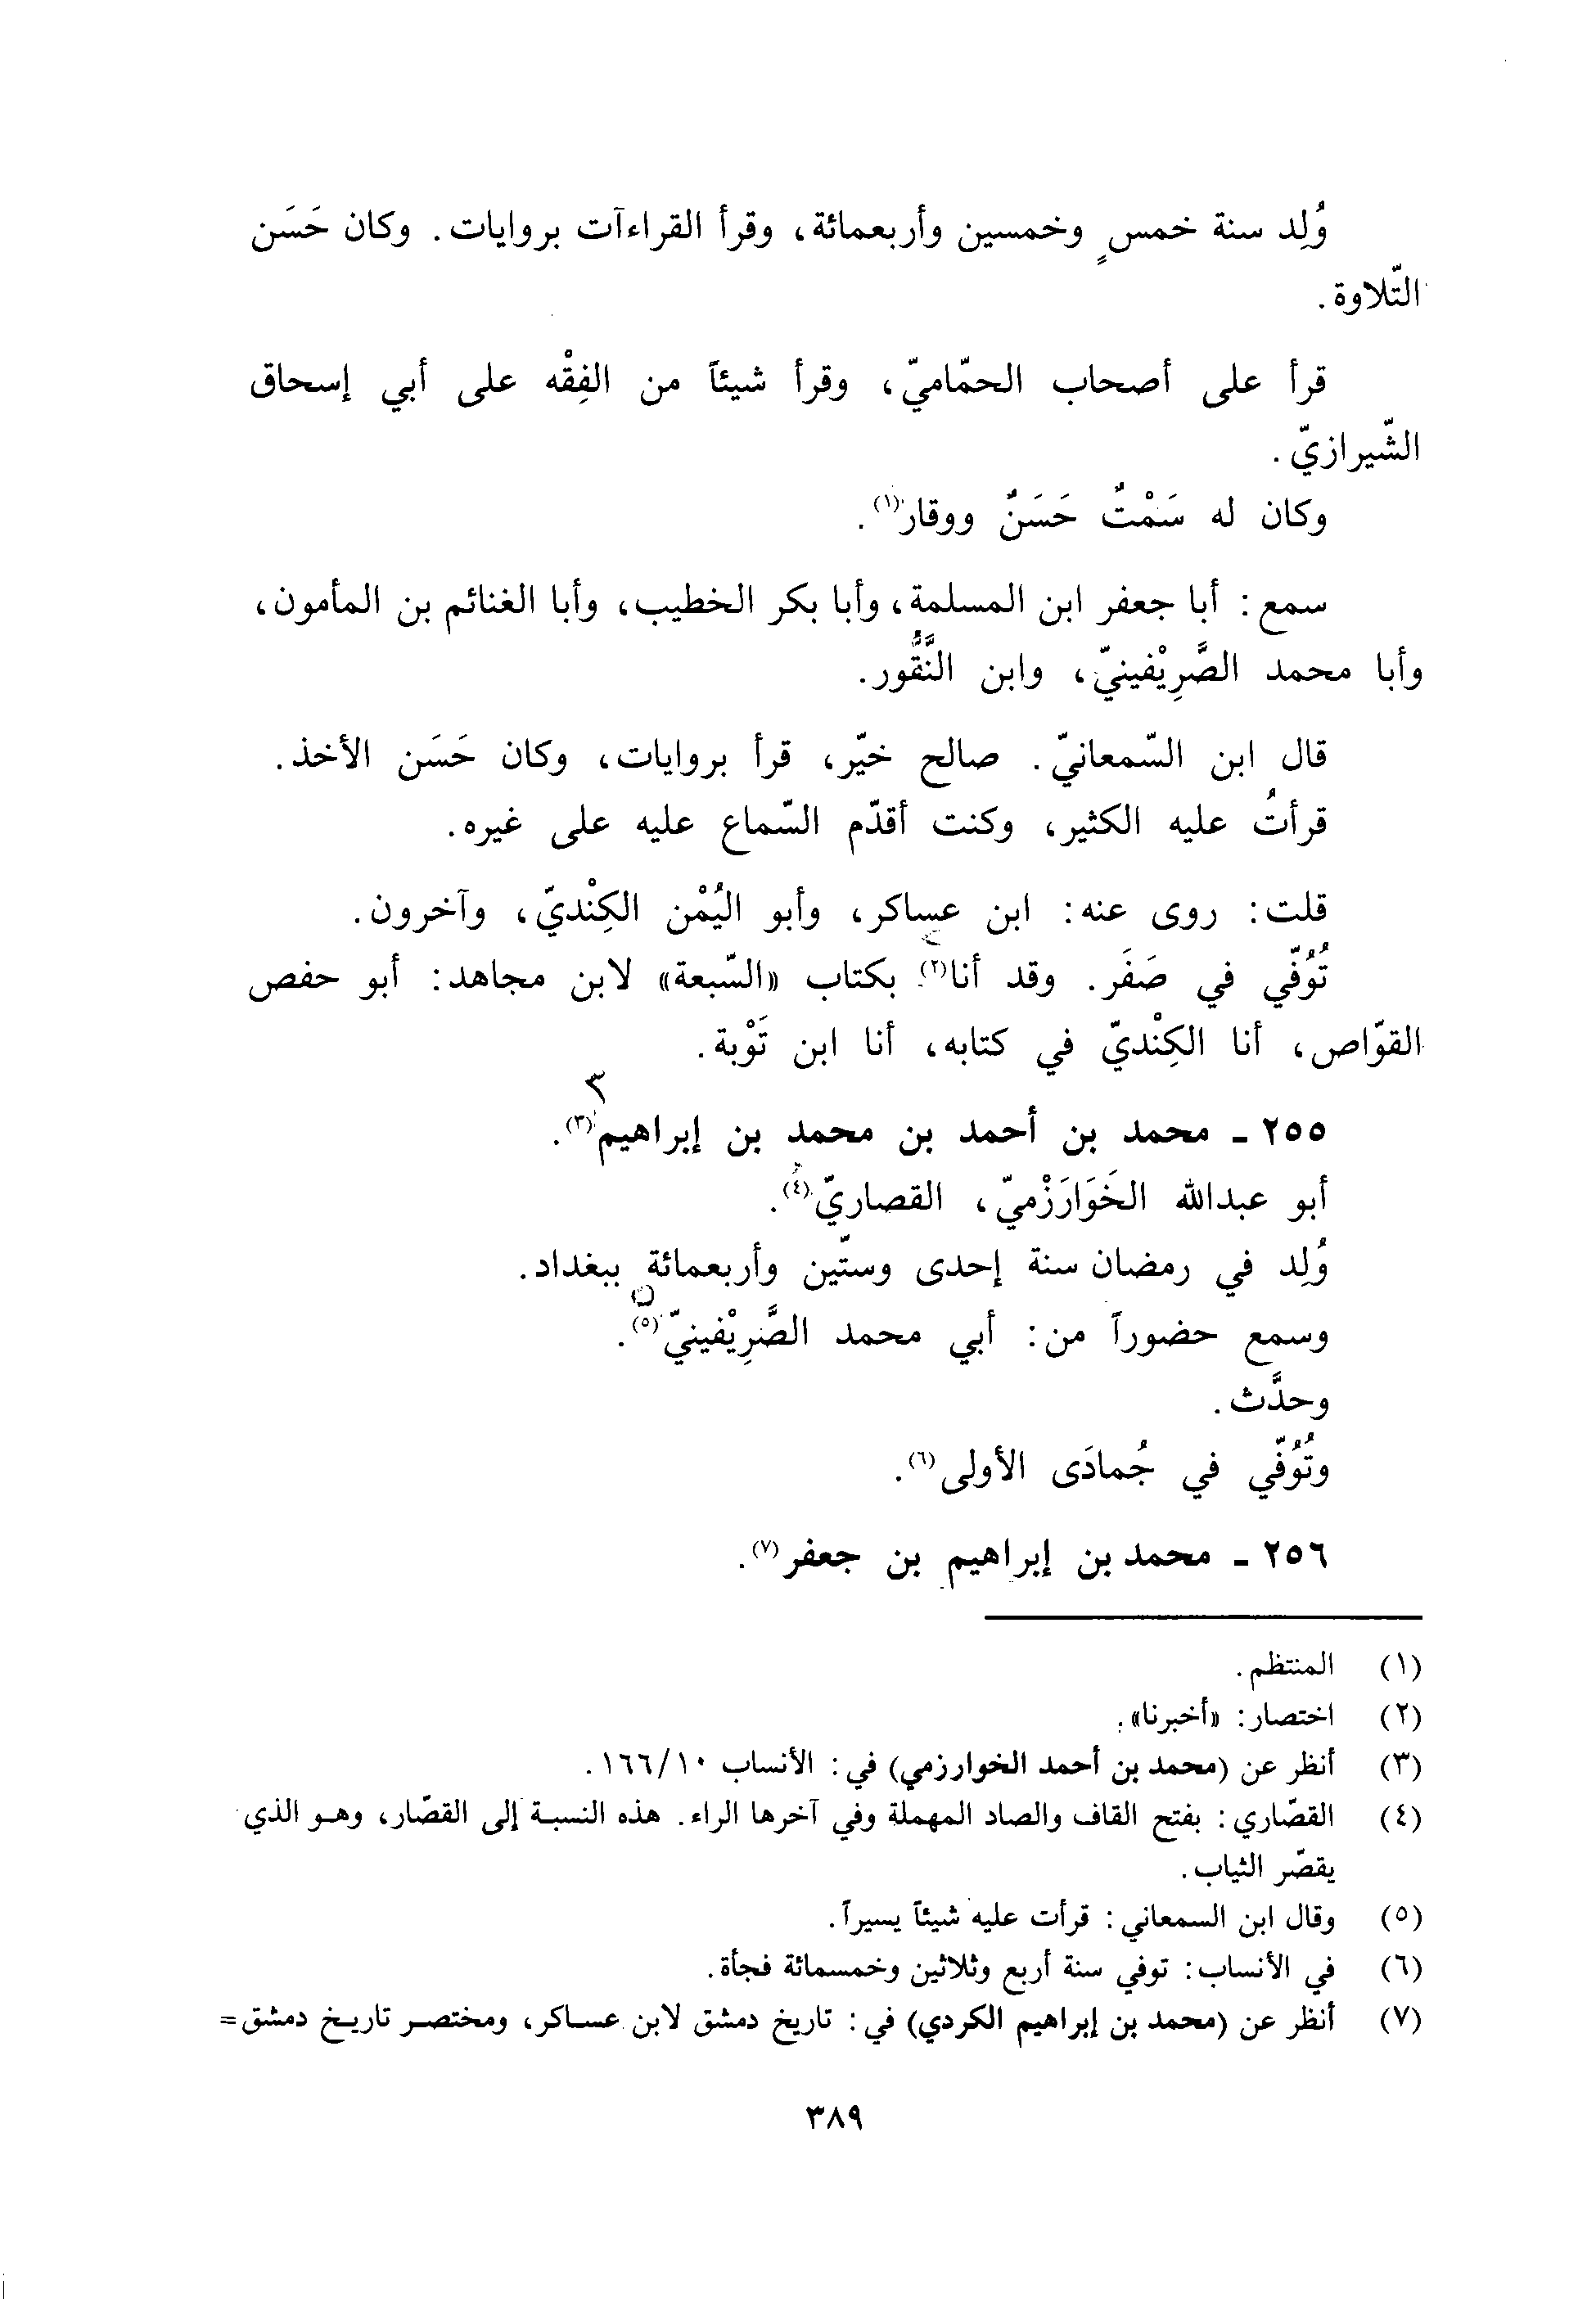 وُلِد سنة خمسٍ وخمسين وأربعمائة، وقرأ القراءآت بروايات. وكان حَسَن
التّلاوة.
قرأ على أصحاب الحمّاميّ، وقرأ شيئاً من الفِقْه على أبي إسحاق
الشّيرازيّ.
وكان له سَمْتٌ حَسَنٌ ووقار(١).
سمع: أبا جعفر ابن المسلمة، وأبا بكر الخطيب، وأبا الغنائم بن المأمون،
وأبا محمد الصَّرِيْفينيّ، وابن النَّقُّور.
قال ابن السّمعانيّ. صالح خيّر، قرأ بروايات، وكان حَسَن الأخذ.
قرأتُ عليه الكثير، وكنت أقدّم السّماع عليه على غيره.
قلت: روى عنه: ابن عساكر، وأبو اليُمْن الكِنْديّ، وآخرون.
تُوُفّي في صَفَر. وقد أنا(٢) بكتاب «السّبعة» لابن مجاهد: أبو حفص
القوّاص، أنا الكِنْديّ في كتابه، أنا ابن تَوْبة.
٢٥٥ - محمد بن أحمد بن محمد بن إبراهيم(٣).
أبو عبدالله الخَوَارَزْميّ، القصاريّ(٤).
وُلِد في رمضان سنة إحدى وستّين وأربعمائة ببغداد.
وسمع حضوراً من: أبي محمد الصَّرِيْفينيّ(٥).
وحدَّث.
وتُوُفّي في جُمادَى الأولى(٦).
٢٥٦ - محمد بن إبراهيم بن جعفر(٧).
(١) المنتظم.
(٢) اختصار: «أخبرنا».
(٣) أنظر عن (محمد بن أحمد الخوارزمي) في: الأنساب ١٦٦/١٠.
(٤) القصّاري: بفتح القاف والصاد المهملة وفي آخرها الراء. هذه النسبة إلى القصّار، وهو الذي
يقصّر الثياب.
(٥) وقال ابن السمعاني: قرأت عليه شيئاً يسيراً.
(٦) في الأنساب: توفي سنة أربع وثلاثين وخمسمائة فجأة.
(٧) أنظر عن (محمد بن إبراهيم الكردي) في: تاريخ دمشق لابن عساكر، ومختصر تاريخ دمشق =
٣٨٩